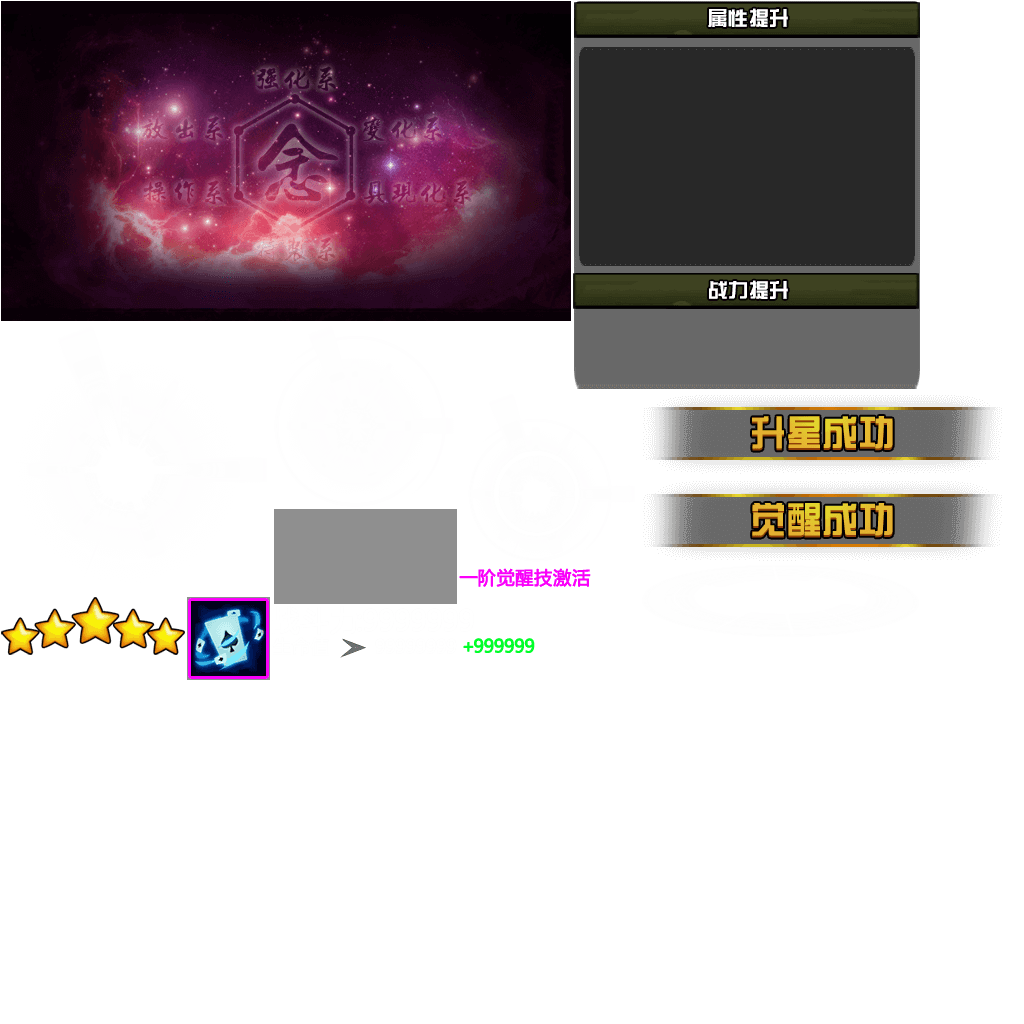 强化系
放出系
变化系
念
操作系
具现化系
特质系
属性提升
战力提升
升星成功
觉醒成功
一阶觉醒技激活
+999999